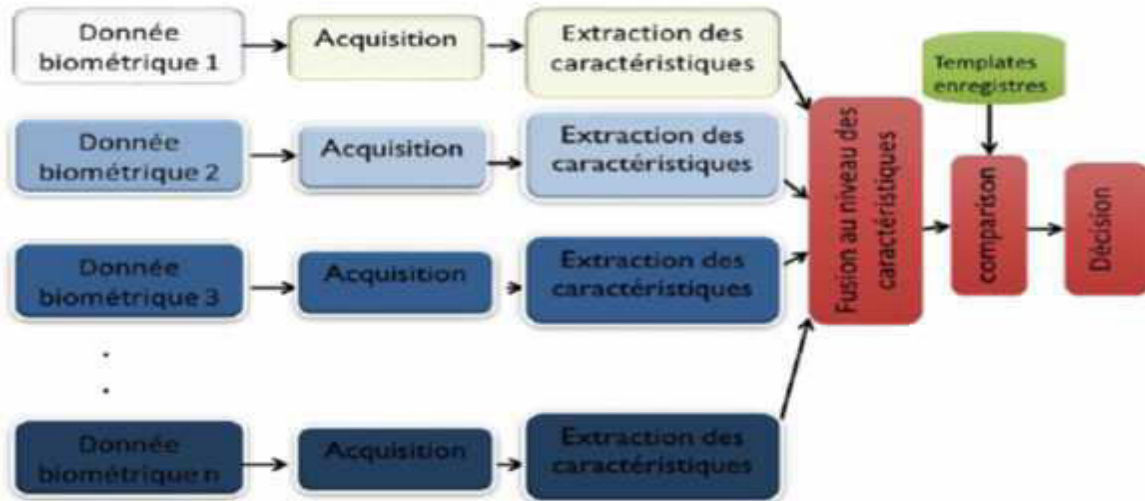 Donnée
biométrique 1
Acquisition
Extraction des
caractéristiques
Donnée
biométrique 2
Acquisition
Extraction des
caractéristiques
Donnée
biométrique 3
Acquisition
Extraction des
caractéristiques
.
.
Donnée
biométrique n
Acquisition
Extraction des
caractéristiques
Fusion au niveau des
caractéristiques
Templates
enregistres
comparison
Décision